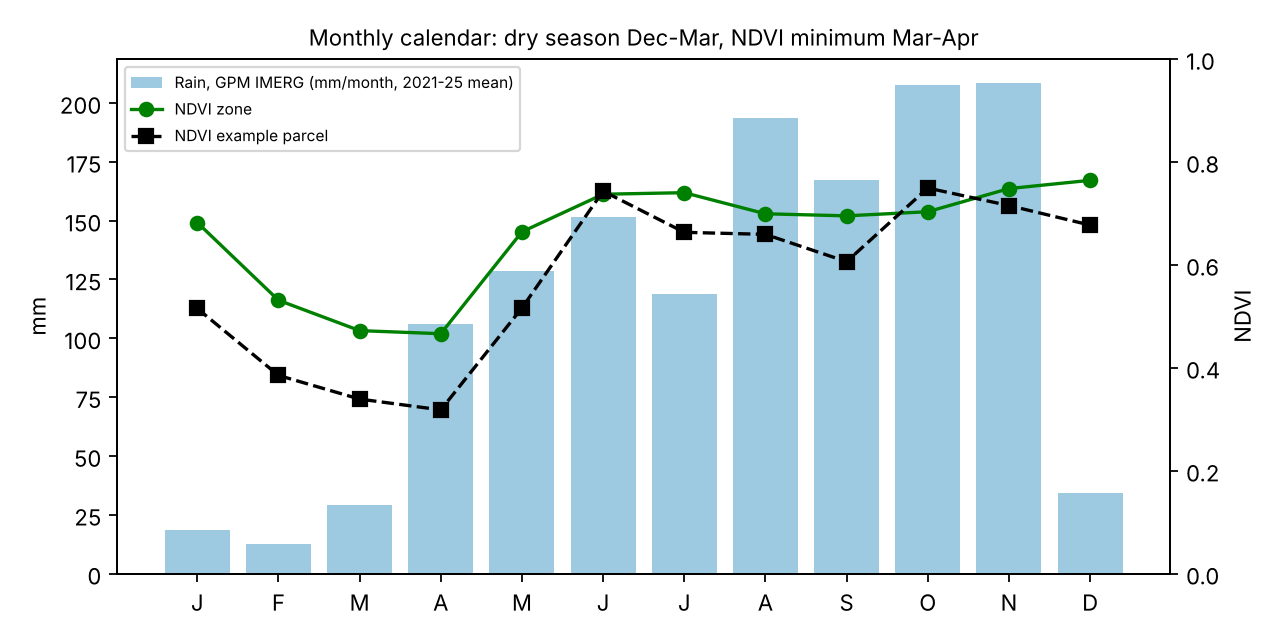 Monthly calendar: dry season Dec-Mar, NDVI minimum Mar-Apr
Rain, GPM IMERG (mm/month, 2021-25 mean)
NDVI zone
NDVI example parcel
200
175
150
125
100
75
50
25
0
mm
1.0
0.8
0.6
0.4
0.2
0.0
NDVI
J F M A M J J A S O N D